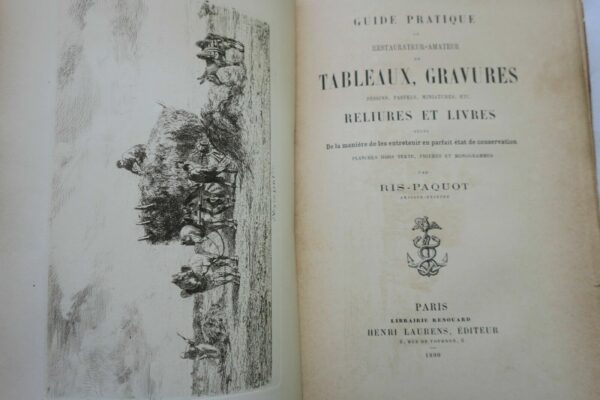 GUIDE PRATIQUE
DU
RESTAURATEUR-AMATEUR
DE
TABLEAUX, GRAVURES
DESSINS, PASTELS, MINIATURES, ETC.
RELIURES ET LIVRES
SUIVI
De la manière de les entretenir en parfait état de conservation
PLANCHES HORS TEXTE, FIGURES ET MONOGRAMMES
PAR
RIS-PAQUOT
ARTISTE-PEINTRE
PARIS
LIBRAIRIE RENOUARD
HENRI LAURENS, ÉDITEUR
6, RUE DE TOURNON, 6
1890